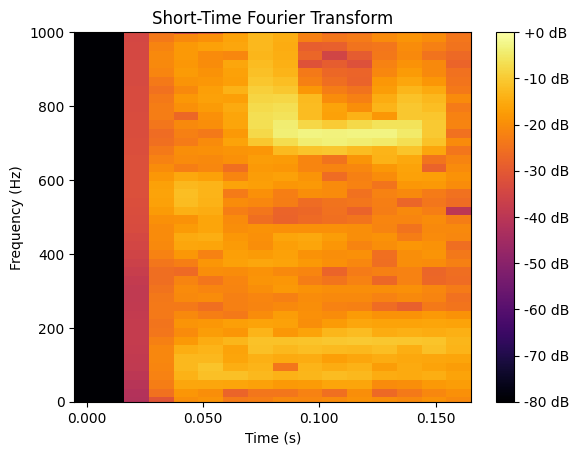 Short-Time Fourier Transform
1000
800
600
400
200
0
Frequency (Hz)
0.000
0.050
0.100
0.150
Time (s)
+0 dB
-10 dB
-20 dB
-30 dB
-40 dB
-50 dB
-60 dB
-70 dB
-80 dB